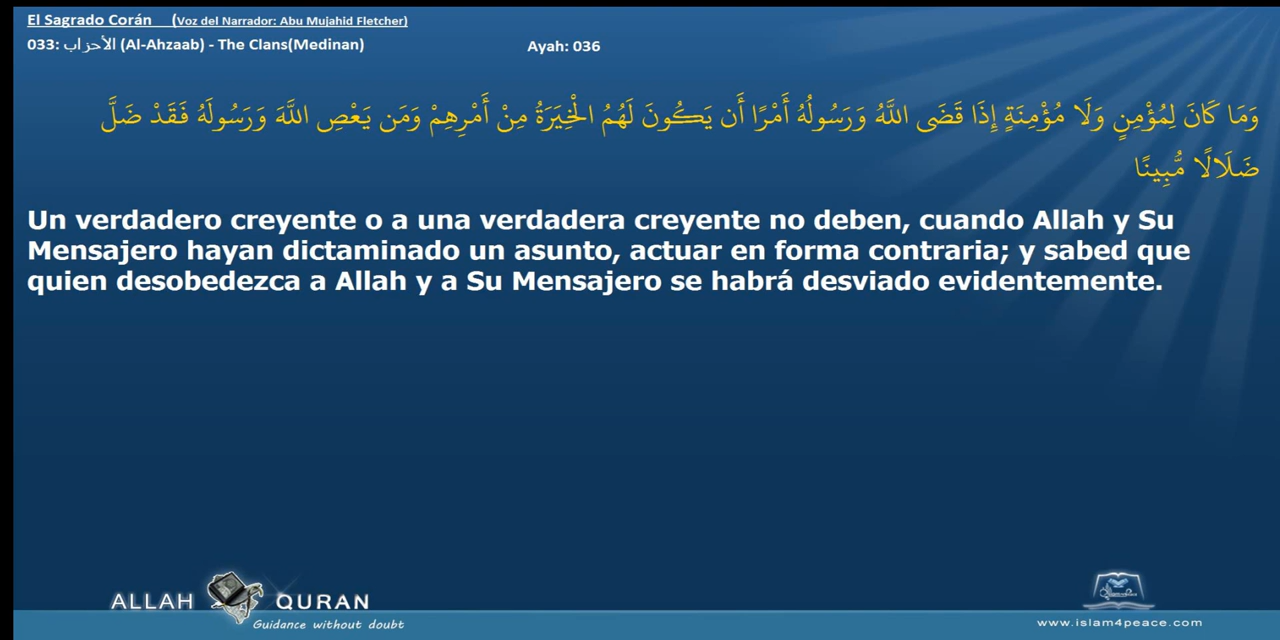 El Sagrado Corán (Voz del Narrador: Abu Mujahid Fletcher)
033: الأحزاب (Al-Ahzaab) - The Clans(Medinan) Ayah: 036
وَمَا كَانَ لِمُؤْمِنٍ وَلَا مُؤْمِنَةٍ إِذَا قَضَى اللَّهُ وَرَسُولُهُ أَمْرًا أَن يَكُونَ لَهُمُ الْخِيَرَةُ مِنْ أَمْرِهِمْ وَمَن يَعْصِ اللَّهَ وَرَسُولَهُ فَقَدْ ضَلَّ
ضَلَالًا مُّبِينًا
Un verdadero creyente o a una verdadera creyente no deben, cuando Allah y Su
Mensajero hayan dictaminado un asunto, actuar en forma contraria; y sabed que
quien desobedezca a Allah y a Su Mensajero se habrá desviado evidentemente.
ALLAH QURAN
Guidance without doubt
www.islam4peace.com